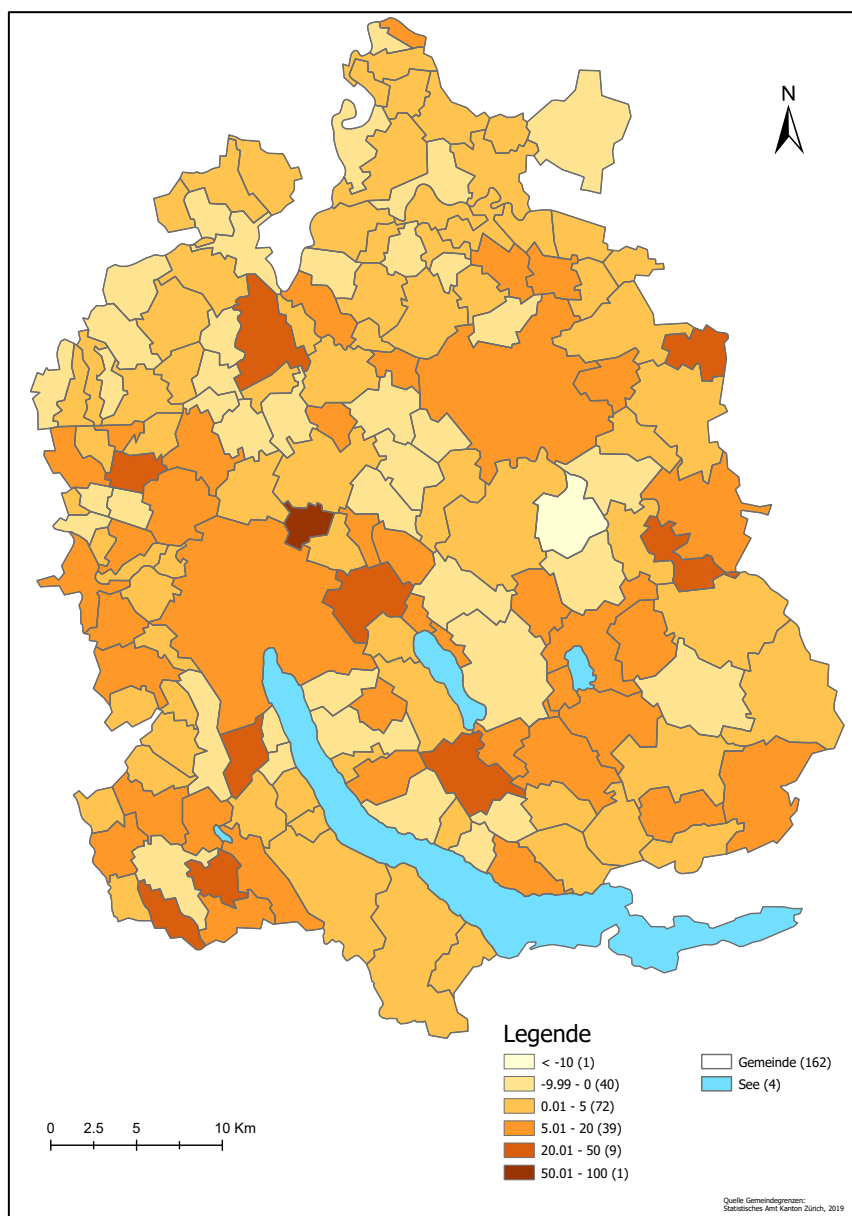 N
Legende
< -10 (1)
-9.99 - 0 (40)
0.01 - 5 (72)
5.01 - 20 (39)
20.01 - 50 (9)
50.01 - 100 (1)
Gemeinde (162)
See (4)
0 2.5 5 10 Km
Quelle Gemeindegrenzen:
Statistisches Amt Kanton Zürich, 2019